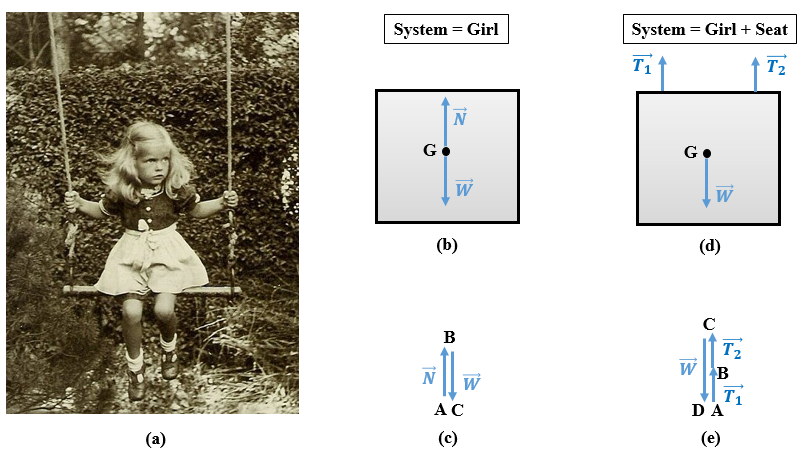 System = Girl
System = Girl + Seat
T₁ T₂
N
G
W
G
W
(a)
(b)
(d)
B
N W
A C
C
W T₂
B
T₁
D A
(c)
(e)